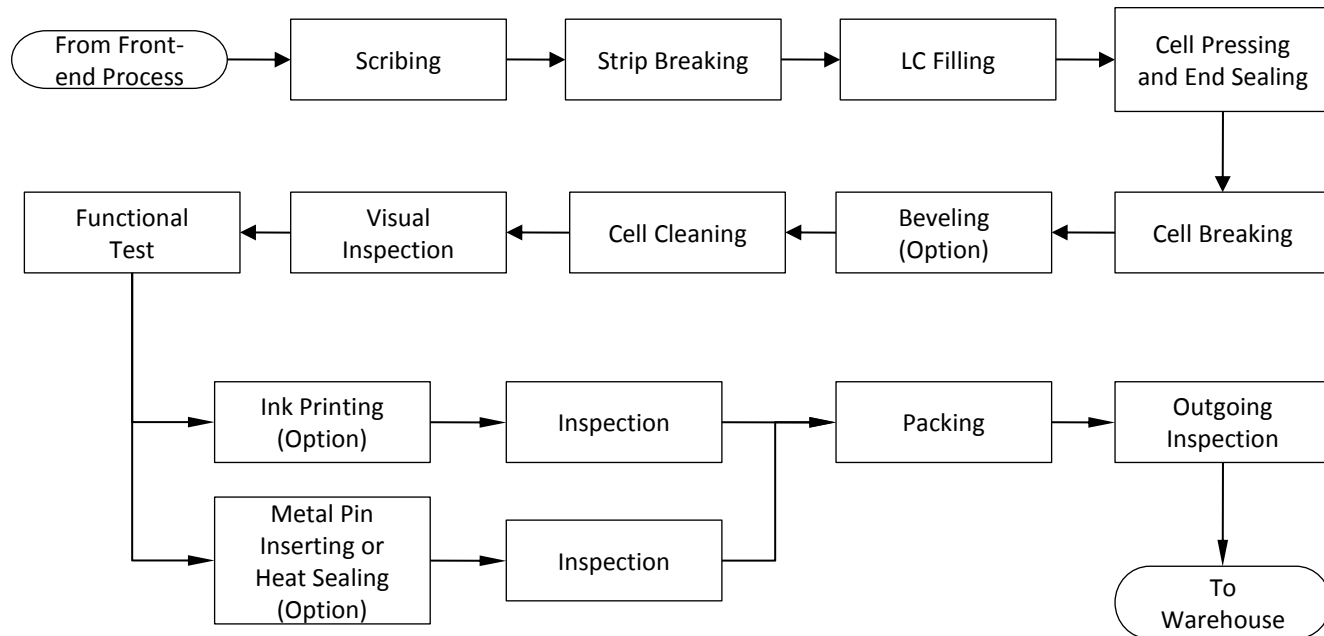 From Front-
end Process
Scribing
Strip Breaking
LC Filling
Cell Pressing
and End Sealing
Functional
Test
Visual
Inspection
Cell Cleaning
Beveling
(Option)
Cell Breaking
Ink Printing
(Option)
Inspection
Packing
Outgoing
Inspection
Metal Pin
Inserting or
Heat Sealing
(Option)
Inspection
To
Warehouse